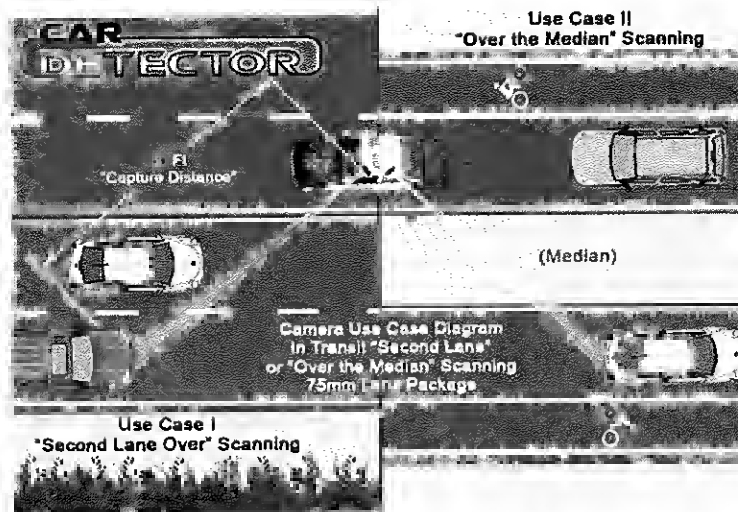 CAR
DETECTOR
Use Case II
"Over the Median" Scanning
"Capture Distance"
(Median)
Camera Use Case Diagram
in Transit "Second Lane"
or "Over the Median" Scanning
75mm Lens Package
Use Case I
"Second Lane Over" Scanning